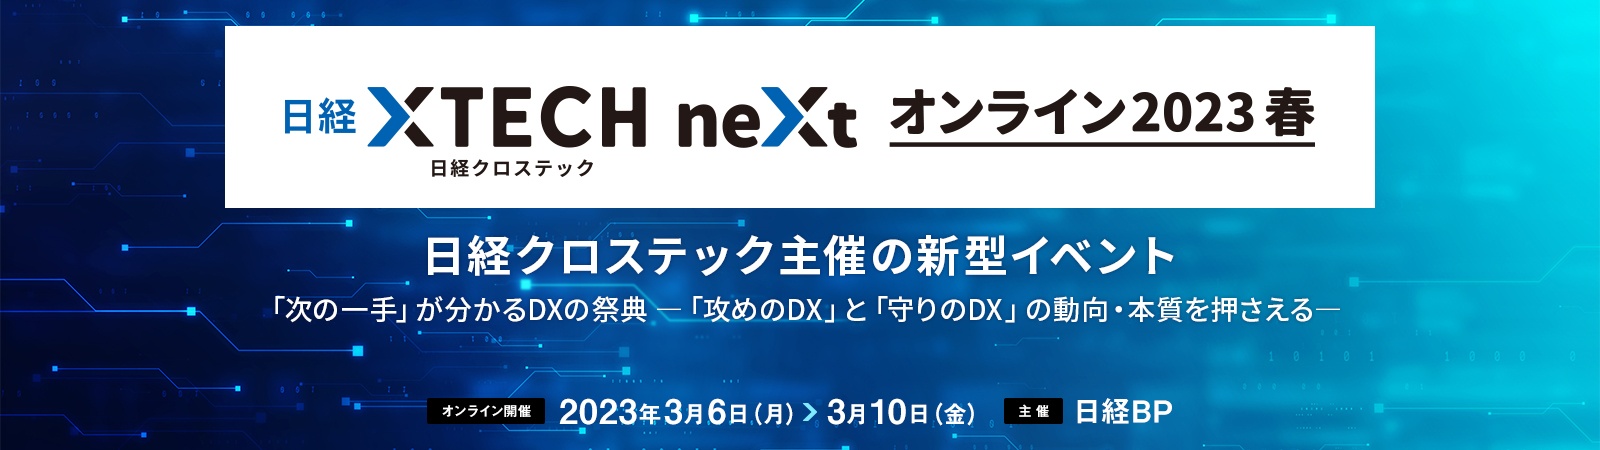 日経 XTECH neXt オンライン2023 春
日経クロステック
日経クロステック主催の新型イベント
「次の一手」が分かるDXの祭典 ―「攻めのDX」と「守りのDX」の動向・本質を押さえる―
オンライン開催 2023年3月6日(月) > 3月10日(金) 主催 日経BP